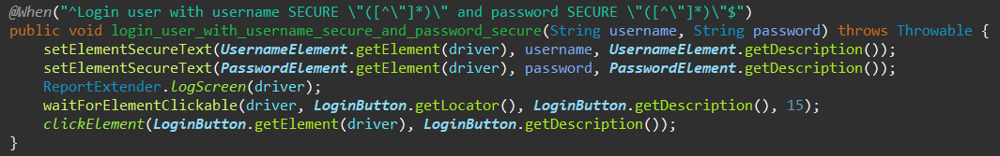 @When("^Login user with username SECURE \"([^\"]*)\" and password SECURE \"([^\"]*)\"$")
public void login_user_with_username_secure_and_password_secure(String username, String password) throws Throwable {
    setElementSecureText(UsernameElement.getElement(driver), username, UsernameElement.getDescription());
    setElementSecureText(PasswordElement.getElement(driver), password, PasswordElement.getDescription());
    ReportExtender.logScreen(driver);
    waitForElementClickable(driver, LoginButton.getLocator(), LoginButton.getDescription(), 15);
    clickElement(LoginButton.getElement(driver), LoginButton.getDescription());
}